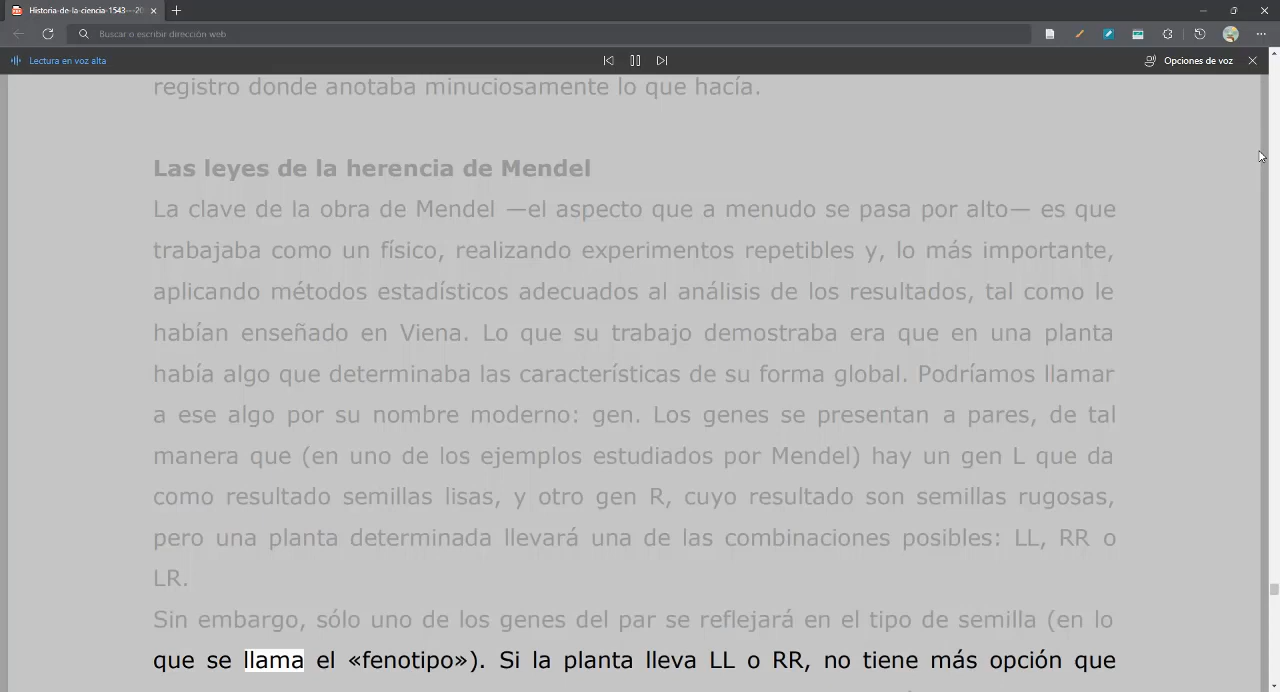 Historia-de-la-ciencia-1543---20
Buscar o escribir dirección web
Lectura en voz alta
Opciones de voz
registro donde anotaba minuciosamente lo que hacía.
Las leyes de la herencia de Mendel
La clave de la obra de Mendel —el aspecto que a menudo se pasa por alto— es que
trabajaba como un físico, realizando experimentos repetibles y, lo más importante,
aplicando métodos estadísticos adecuados al análisis de los resultados, tal como le
habían enseñado en Viena. Lo que su trabajo demostraba era que en una planta
había algo que determinaba las características de su forma global. Podríamos llamar
a ese algo por su nombre moderno: gen. Los genes se presentan a pares, de tal
manera que (en uno de los ejemplos estudiados por Mendel) hay un gen L que da
como resultado semillas lisas, y otro gen R, cuyo resultado son semillas rugosas,
pero una planta determinada llevará una de las combinaciones posibles: LL, RR o
LR.
Sin embargo, sólo uno de los genes del par se reflejará en el tipo de semilla (en lo
que se llama el «fenotipo»). Si la planta lleva LL o RR, no tiene más opción que